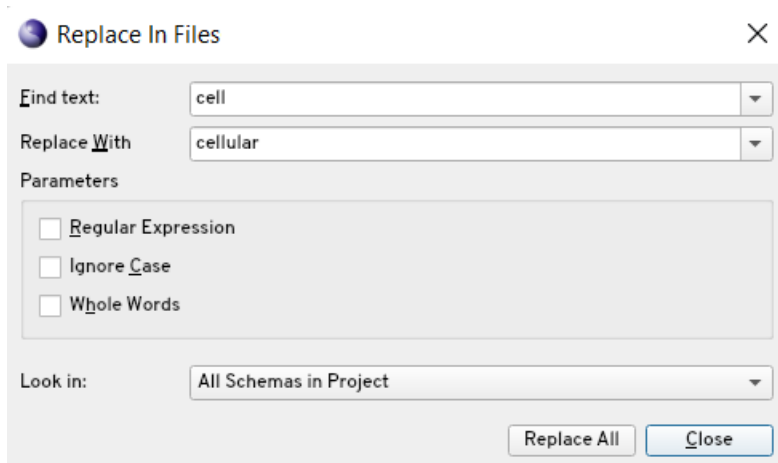 Replace In Files
Find text: cell
Replace With cellular
Parameters
Regular Expression
Ignore Case
Whole Words
Look in: All Schemas in Project
Replace All Close